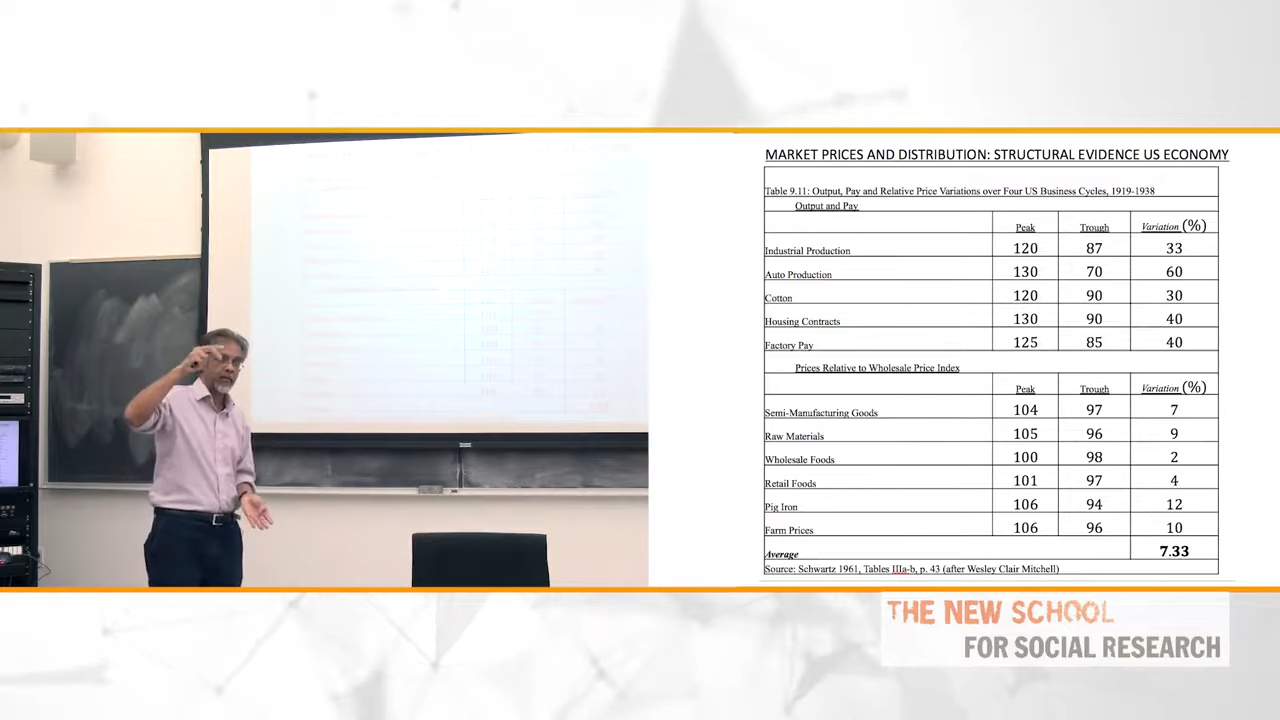 MARKET PRICES AND DISTRIBUTION: STRUCTURAL EVIDENCE US ECONOMY
Table 9.11: Output, Pay and Relative Price Variations over Four US Business Cycles, 1919-1938
Output and Pay
Peak Trough Variation (%)
Industrial Production 120 87 33
Auto Production 130 70 60
Cotton 120 90 30
Housing Contracts 130 90 40
Factory Pay 125 85 40
Prices Relative to Wholesale Price Index
Peak Trough Variation (%)
Semi-Manufacturing Goods 104 97 7
Raw Materials 105 96 9
Wholesale Foods 100 98 2
Retail Foods 101 97 4
Pig Iron 106 94 12
Farm Prices 106 96 10
Average 7.33
Source: Schwartz 1961, Tables IIIa-b, p. 43 (after Wesley Clair Mitchell)
THE NEW SCHOOL
FOR SOCIAL RESEARCH